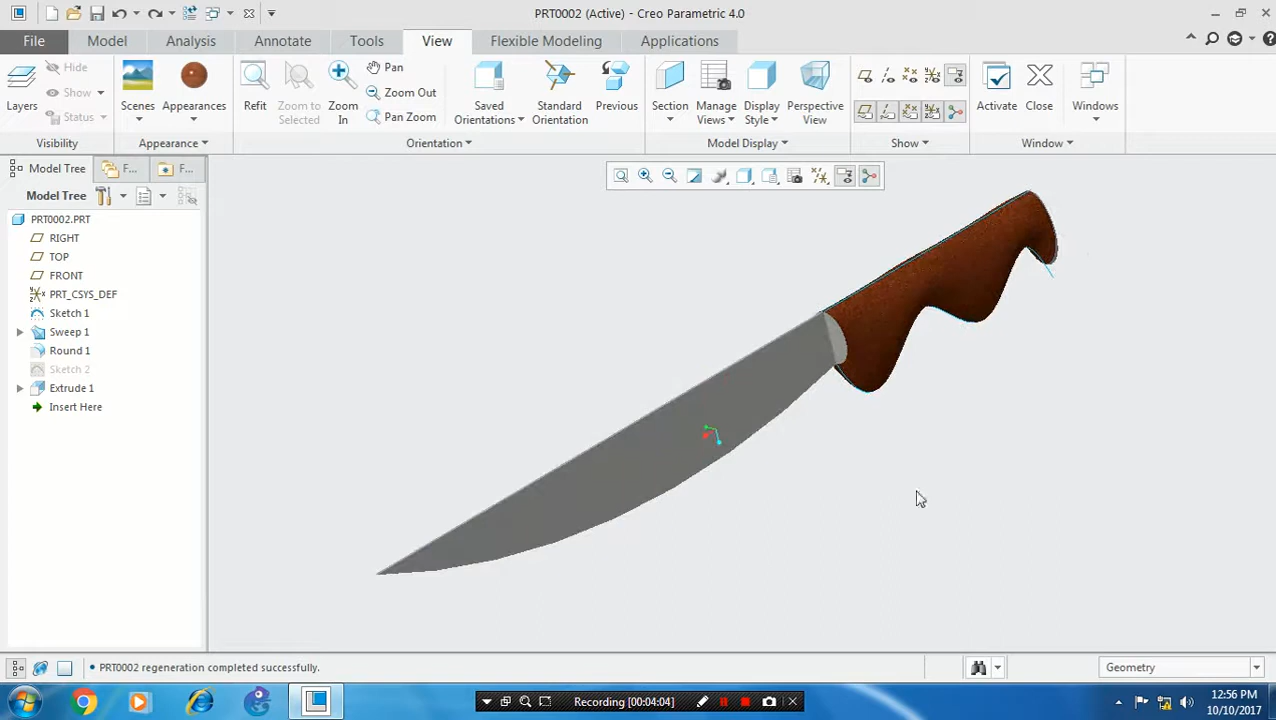 PRT0002 (Active) - Creo Parametric 4.0
File Model Analysis Annotate Tools View Flexible Modeling Applications
Hide
Show
Status
Layers
Visibility
Scenes
Appearances
Appearance
Refit
Zoom to Selected
Zoom In
Pan
Zoom Out
Pan Zoom
Saved Orientations
Standard Orientation
Previous
Orientation
Section
Manage Views
Display Style
Perspective View
Model Display
Show
Activate
Close
Windows
Window
Model Tree F... F...
Model Tree
PRT0002.PRT
RIGHT
TOP
FRONT
PRT_CSYS_DEF
Sketch 1
Sweep 1
Round 1
Sketch 2
Extrude 1
Insert Here
• PRT0002 regeneration completed successfully.
Geometry
Recording [00:04:04]
12:56 PM
10/10/2017